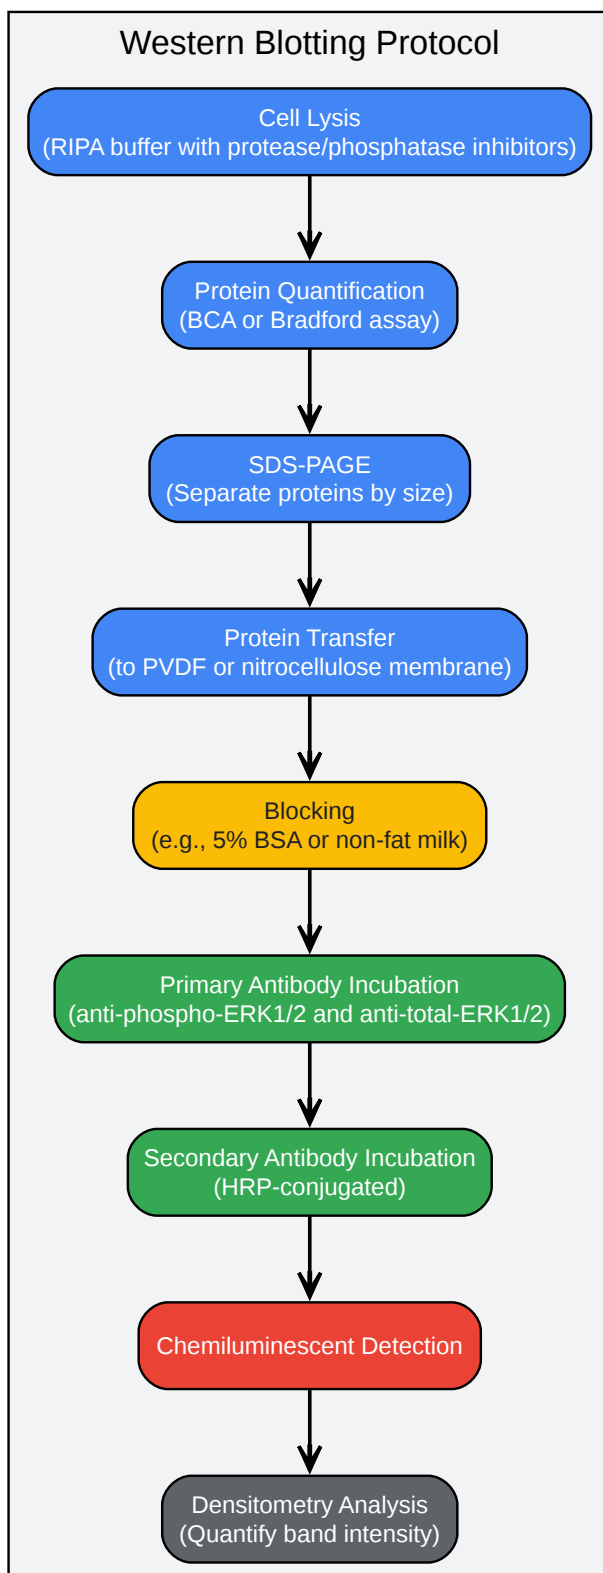 Western Blotting Protocol
Cell Lysis
(RIPA buffer with protease/phosphatase inhibitors)
Protein Quantification
(BCA or Bradford assay)
SDS-PAGE
(Separate proteins by size)
Protein Transfer
(to PVDF or nitrocellulose membrane)
Blocking
(e.g., 5% BSA or non-fat milk)
Primary Antibody Incubation
(anti-phospho-ERK1/2 and anti-total-ERK1/2)
Secondary Antibody Incubation
(HRP-conjugated)
Chemiluminescent Detection
Densitometry Analysis
(Quantify band intensity)